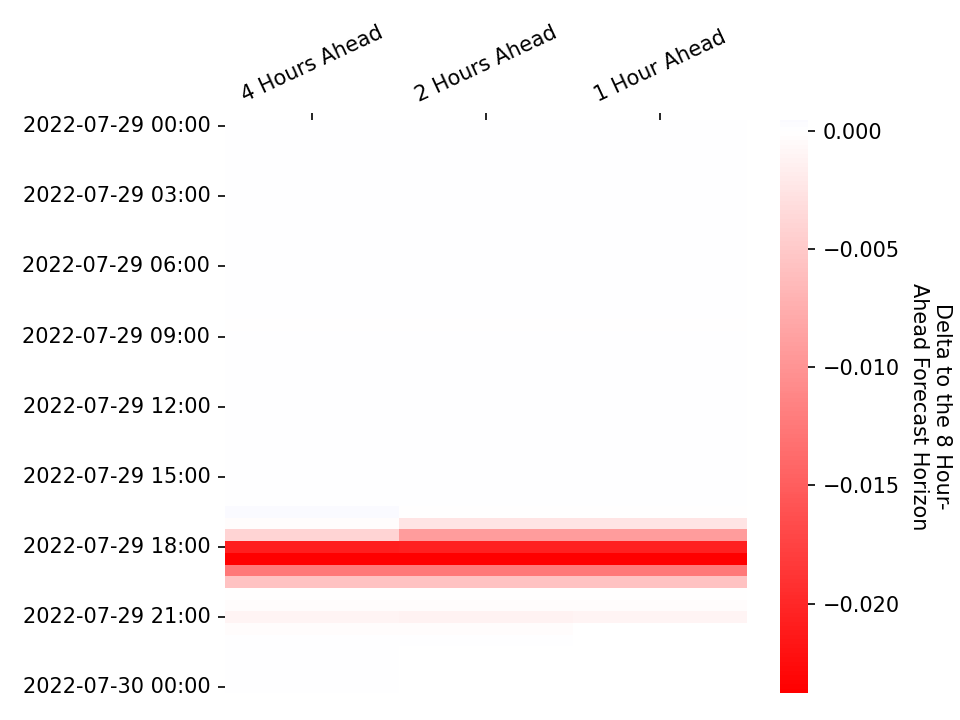 4 Hours Ahead
2 Hours Ahead
1 Hour Ahead
2022-07-29 00:00
2022-07-29 03:00
2022-07-29 06:00
2022-07-29 09:00
2022-07-29 12:00
2022-07-29 15:00
2022-07-29 18:00
2022-07-29 21:00
2022-07-30 00:00
0.000
−0.005
−0.010
−0.015
−0.020
Delta to the 8 Hour-
Ahead Forecast Horizon